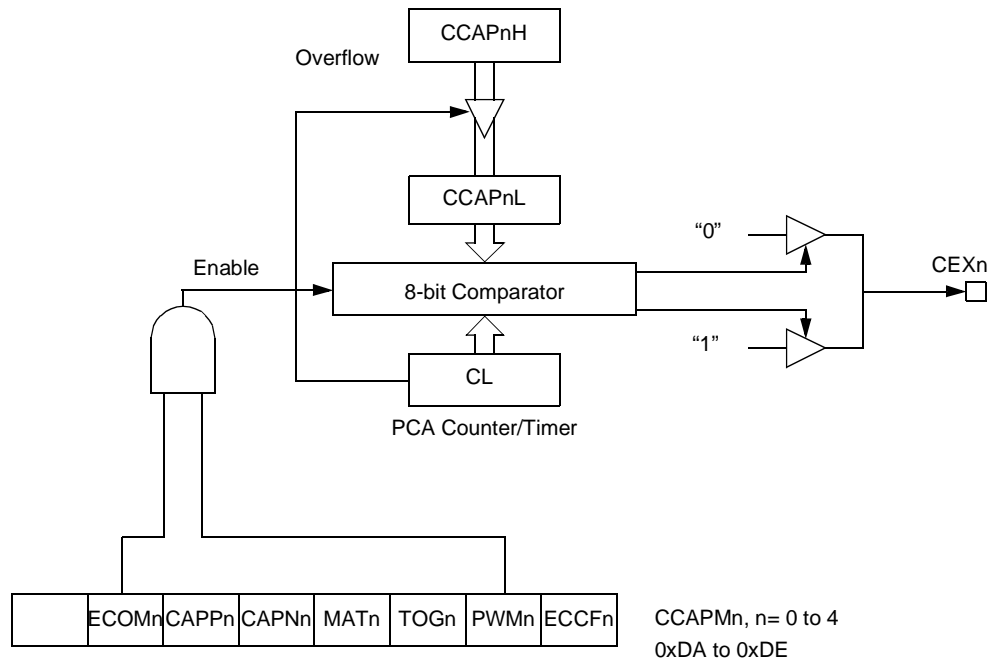 CCAPnH
Overflow
CCAPnL
“0”
Enable
8-bit Comparator
CEXn
“1”
CL
PCA Counter/Timer
ECOMn CAPPn CAPNn MATn TOGn PWMn ECCFn
CCAPMn, n= 0 to 4
0xDA to 0xDE